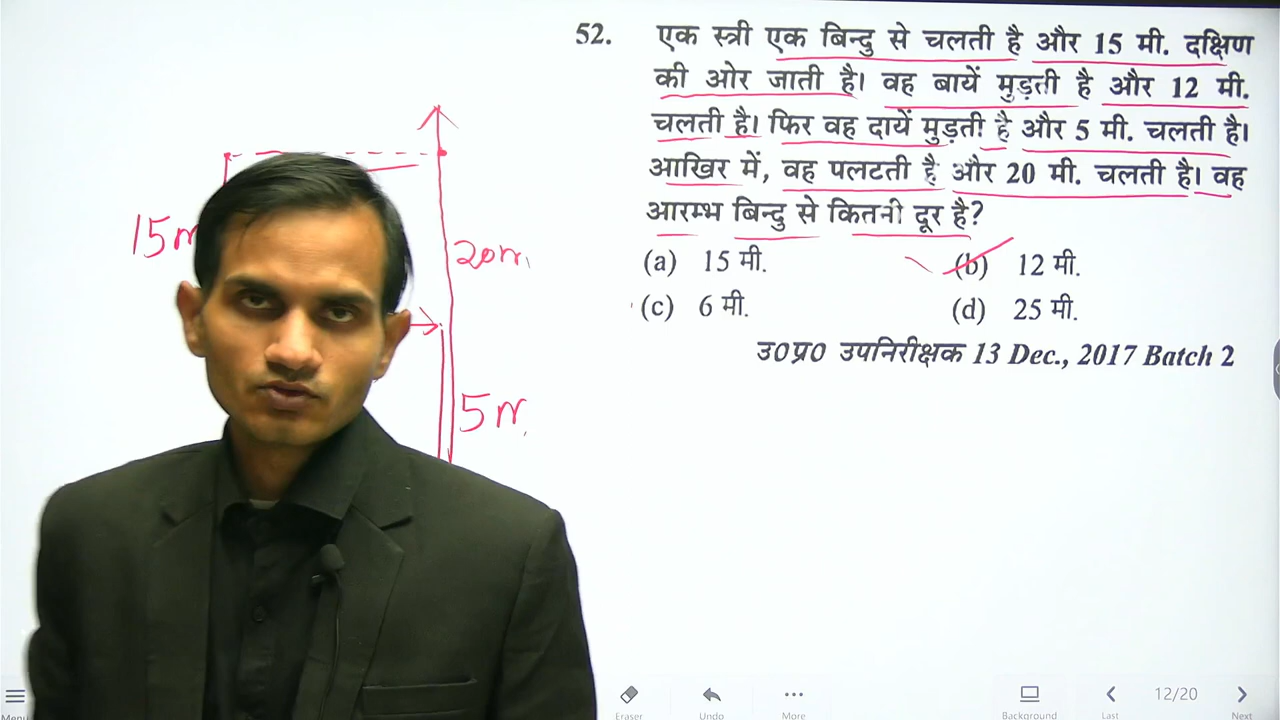 52. एक स्त्री एक बिन्दु से चलती है और 15 मी. दक्षिण
की ओर जाती है। वह बायें मुड़ती है और 12 मी.
चलती है। फिर वह दायें मुड़ती है और 5 मी. चलती है।
आखिर में, वह पलटती है और 20 मी. चलती है। वह
आरम्भ बिन्दु से कितनी दूर है?
(a) 15 मी. (b) 12 मी.
(c) 6 मी. (d) 25 मी.
उ0प्र0 उपनिरीक्षक 13 Dec., 2017 Batch 2
15m
20m
5m
Menu
Eraser
Undo
More
Background
Last
12/20
Next